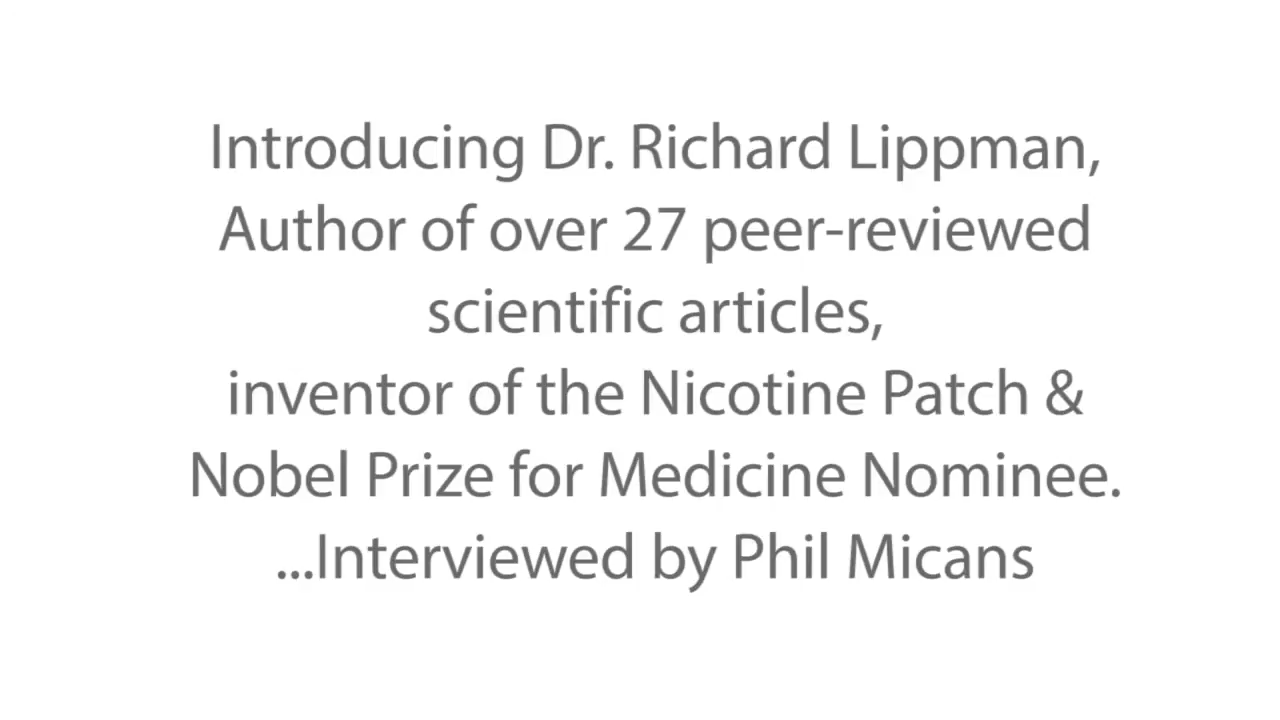 Introducing Dr. Richard Lippman,
Author of over 27 peer-reviewed
scientific articles,
inventor of the Nicotine Patch &
Nobel Prize for Medicine Nominee.
...Interviewed by Phil Micans